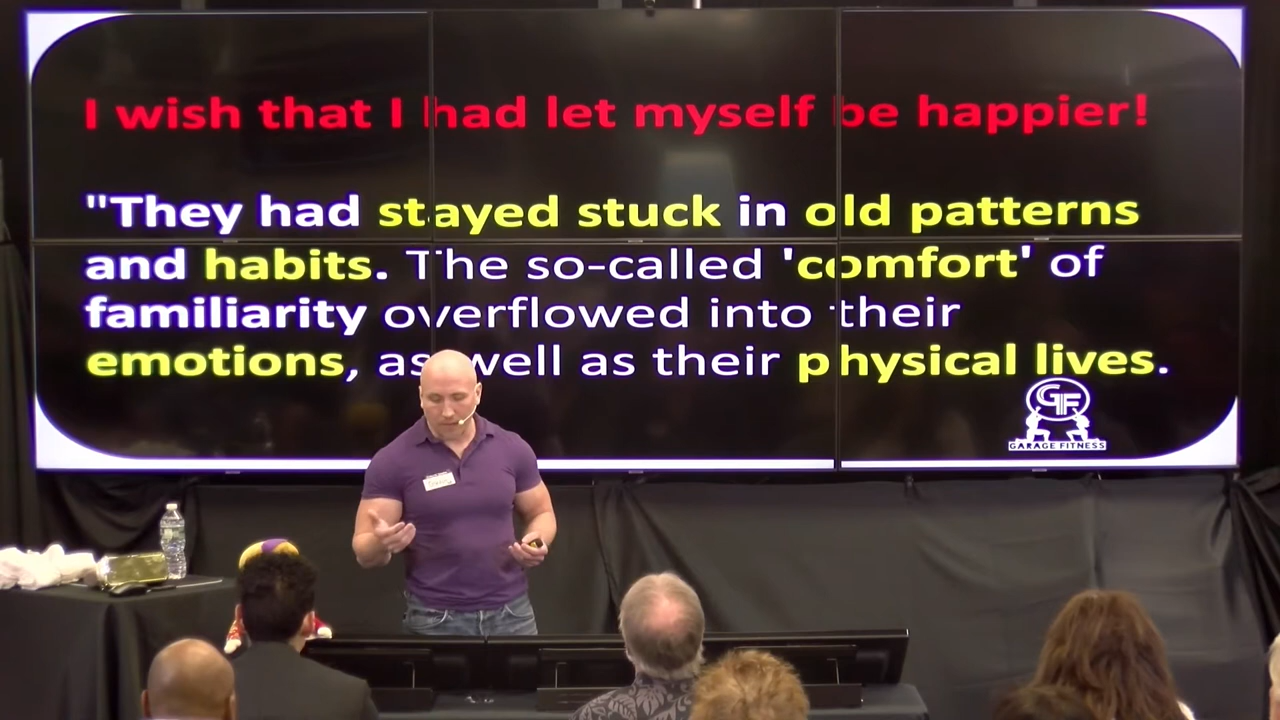 I wish that I had let myself be happier!
"They had stayed stuck in old patterns
and habits. The so-called 'comfort' of
familiarity overflowed into their
emotions, as well as their physical lives.
GF
GARAGE FITNESS